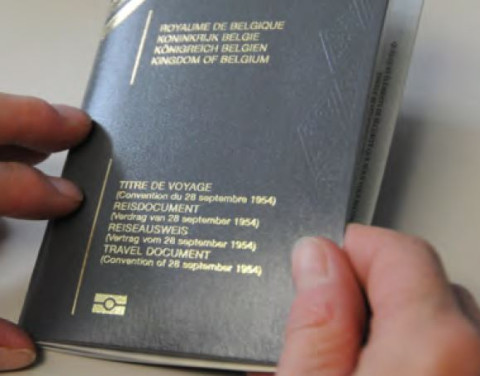 ROYAUME DE BELGIQUE
KONINKRIJK BELGIE
KÖNIGREICH BELGIEN
KINGDOM OF BELGIUM
TITRE DE VOYAGE
(Convention du 28 septembre 1954)
REISDOCUMENT
(Verdrag van 28 september 1954)
REISEAUSWEIS
(Vertrag vom 28 september 1954)
TRAVEL DOCUMENT
(Convention of 28 september 1954)